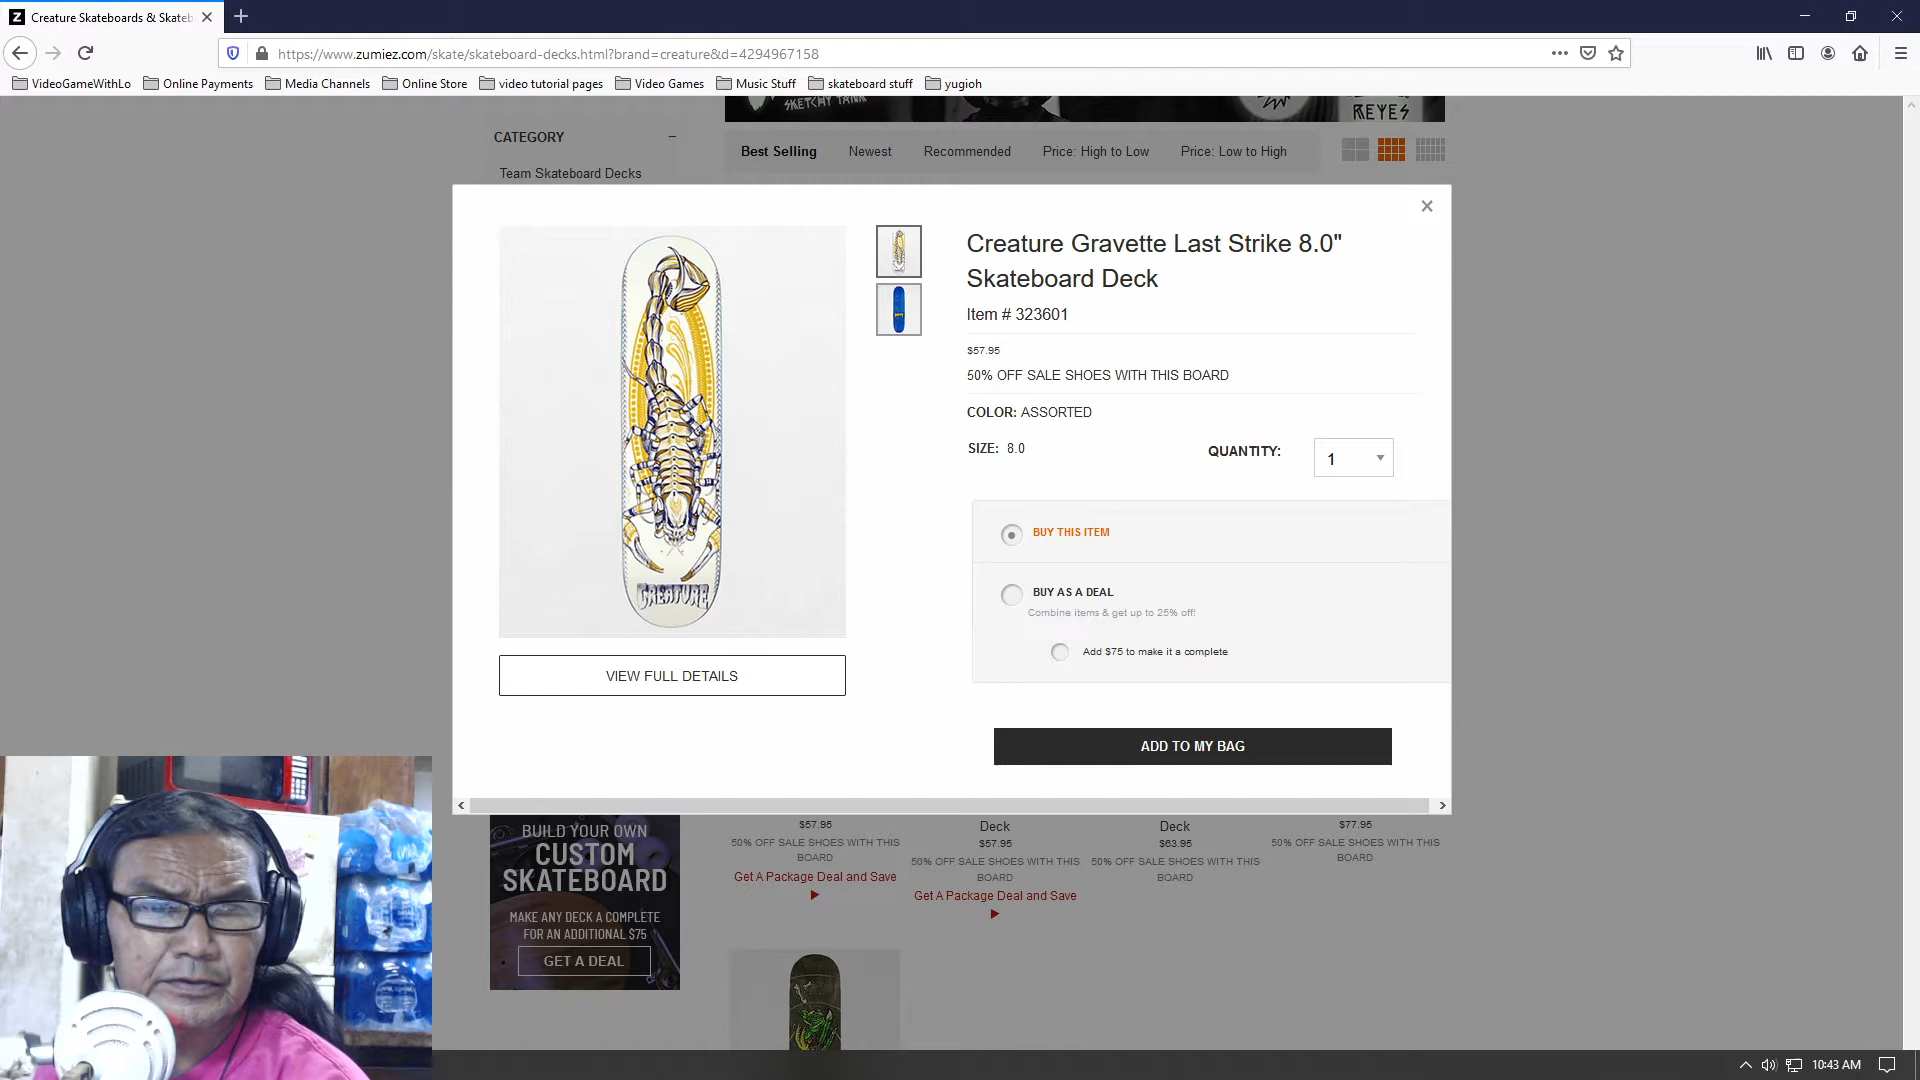 Creature Skateboards & Skateb
https://www.zumiez.com/skate/skateboard-decks.html?brand=creature&d=4294967158
VideoGameWithLo
Online Payments
Media Channels
Online Store
video tutorial pages
Video Games
Music Stuff
skateboard stuff
yugioh
SKETCHY TANK
REYES
CATEGORY
Team Skateboard Decks
Best Selling
Newest
Recommended
Price: High to Low
Price: Low to High
CREATURE
VIEW FULL DETAILS
Creature Gravette Last Strike 8.0"
Skateboard Deck
Item # 323601
$57.95
50% OFF SALE SHOES WITH THIS BOARD
COLOR: ASSORTED
SIZE: 8.0
QUANTITY:
1
BUY THIS ITEM
BUY AS A DEAL
Combine items & get up to 25% off!
Add $75 to make it a complete
ADD TO MY BAG
BUILD YOUR OWN
CUSTOM
SKATEBOARD
MAKE ANY DECK A COMPLETE
FOR AN ADDITIONAL $75
GET A DEAL
$57.95
50% OFF SALE SHOES WITH THIS
BOARD
Get A Package Deal and Save
Deck
$57.95
50% OFF SALE SHOES WITH THIS
BOARD
Get A Package Deal and Save
Deck
$63.95
50% OFF SALE SHOES WITH THIS
BOARD
$77.95
50% OFF SALE SHOES WITH THIS
BOARD
10:43 AM